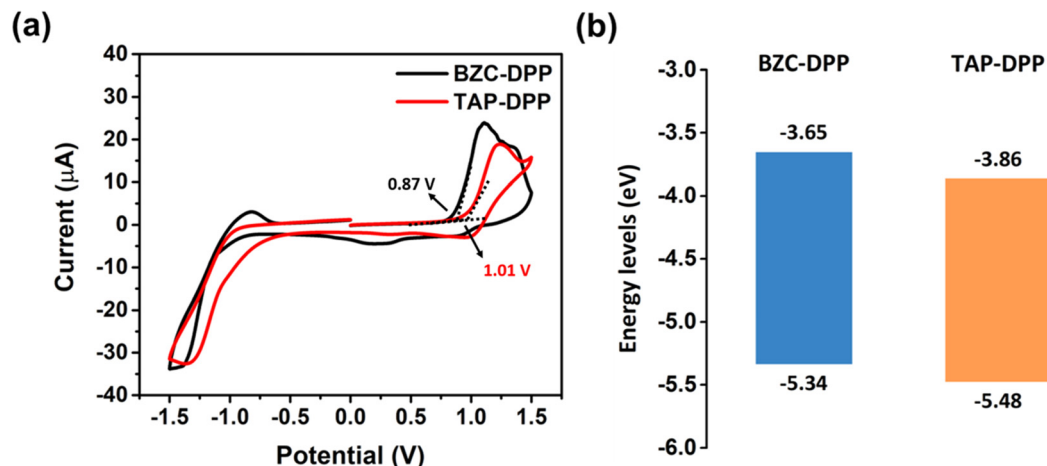 (a)
40
30
20
10
0
-10
-20
-30
-40
Current (μA)
BZC-DPP
TAP-DPP
0.87 V
1.01 V
-1.5 -1.0 -0.5 0.0 0.5 1.0 1.5
Potential (V)
(b)
BZC-DPP TAP-DPP
-3.0
-3.5
-4.0
-4.5
-5.0
-5.5
-6.0
Energy levels (eV)
-3.65
-3.86
-5.34
-5.48